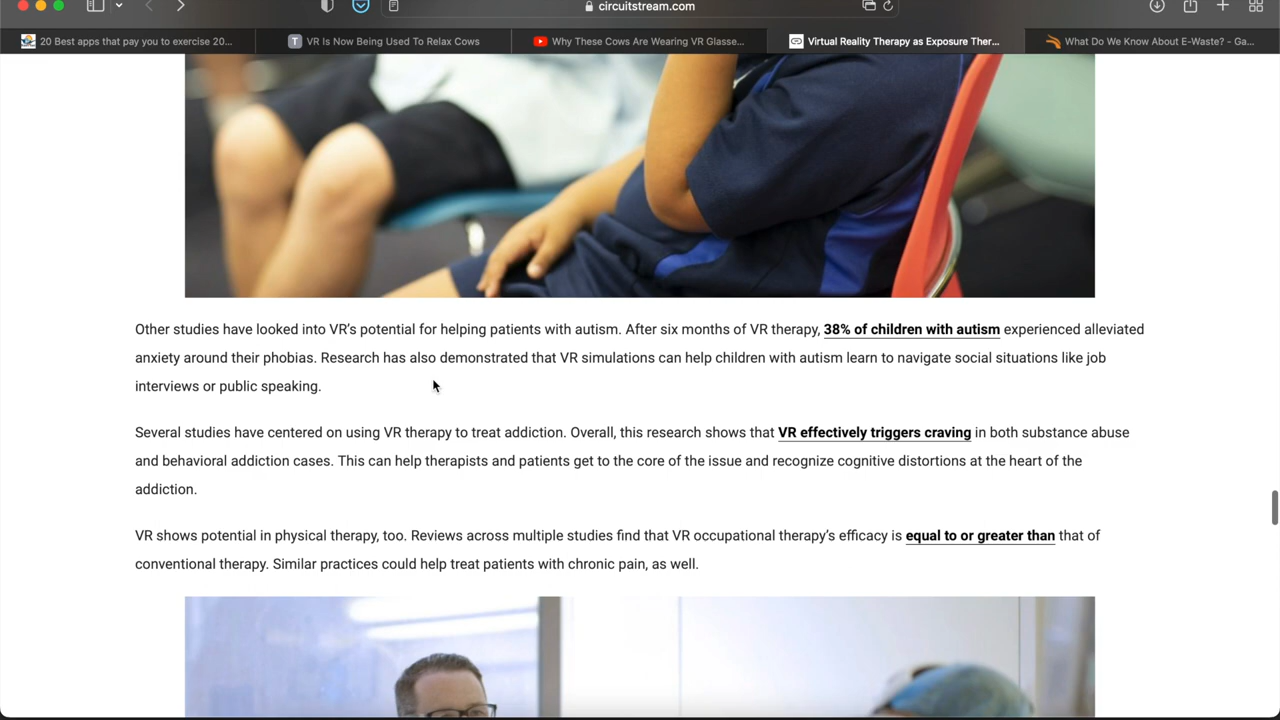 circuitstream.com
20 Best apps that pay you to exercise 20...
T VR Is Now Being Used To Relax Cows
Why These Cows Are Wearing VR Glasse...
Virtual Reality Therapy as Exposure Ther...
What Do We Know About E-Waste? - Ga...
Other studies have looked into VR's potential for helping patients with autism. After six months of VR therapy, 38% of children with autism experienced alleviated
anxiety around their phobias. Research has also demonstrated that VR simulations can help children with autism learn to navigate social situations like job
interviews or public speaking.
Several studies have centered on using VR therapy to treat addiction. Overall, this research shows that VR effectively triggers craving in both substance abuse
and behavioral addiction cases. This can help therapists and patients get to the core of the issue and recognize cognitive distortions at the heart of the
addiction.
VR shows potential in physical therapy, too. Reviews across multiple studies find that VR occupational therapy's efficacy is equal to or greater than that of
conventional therapy. Similar practices could help treat patients with chronic pain, as well.